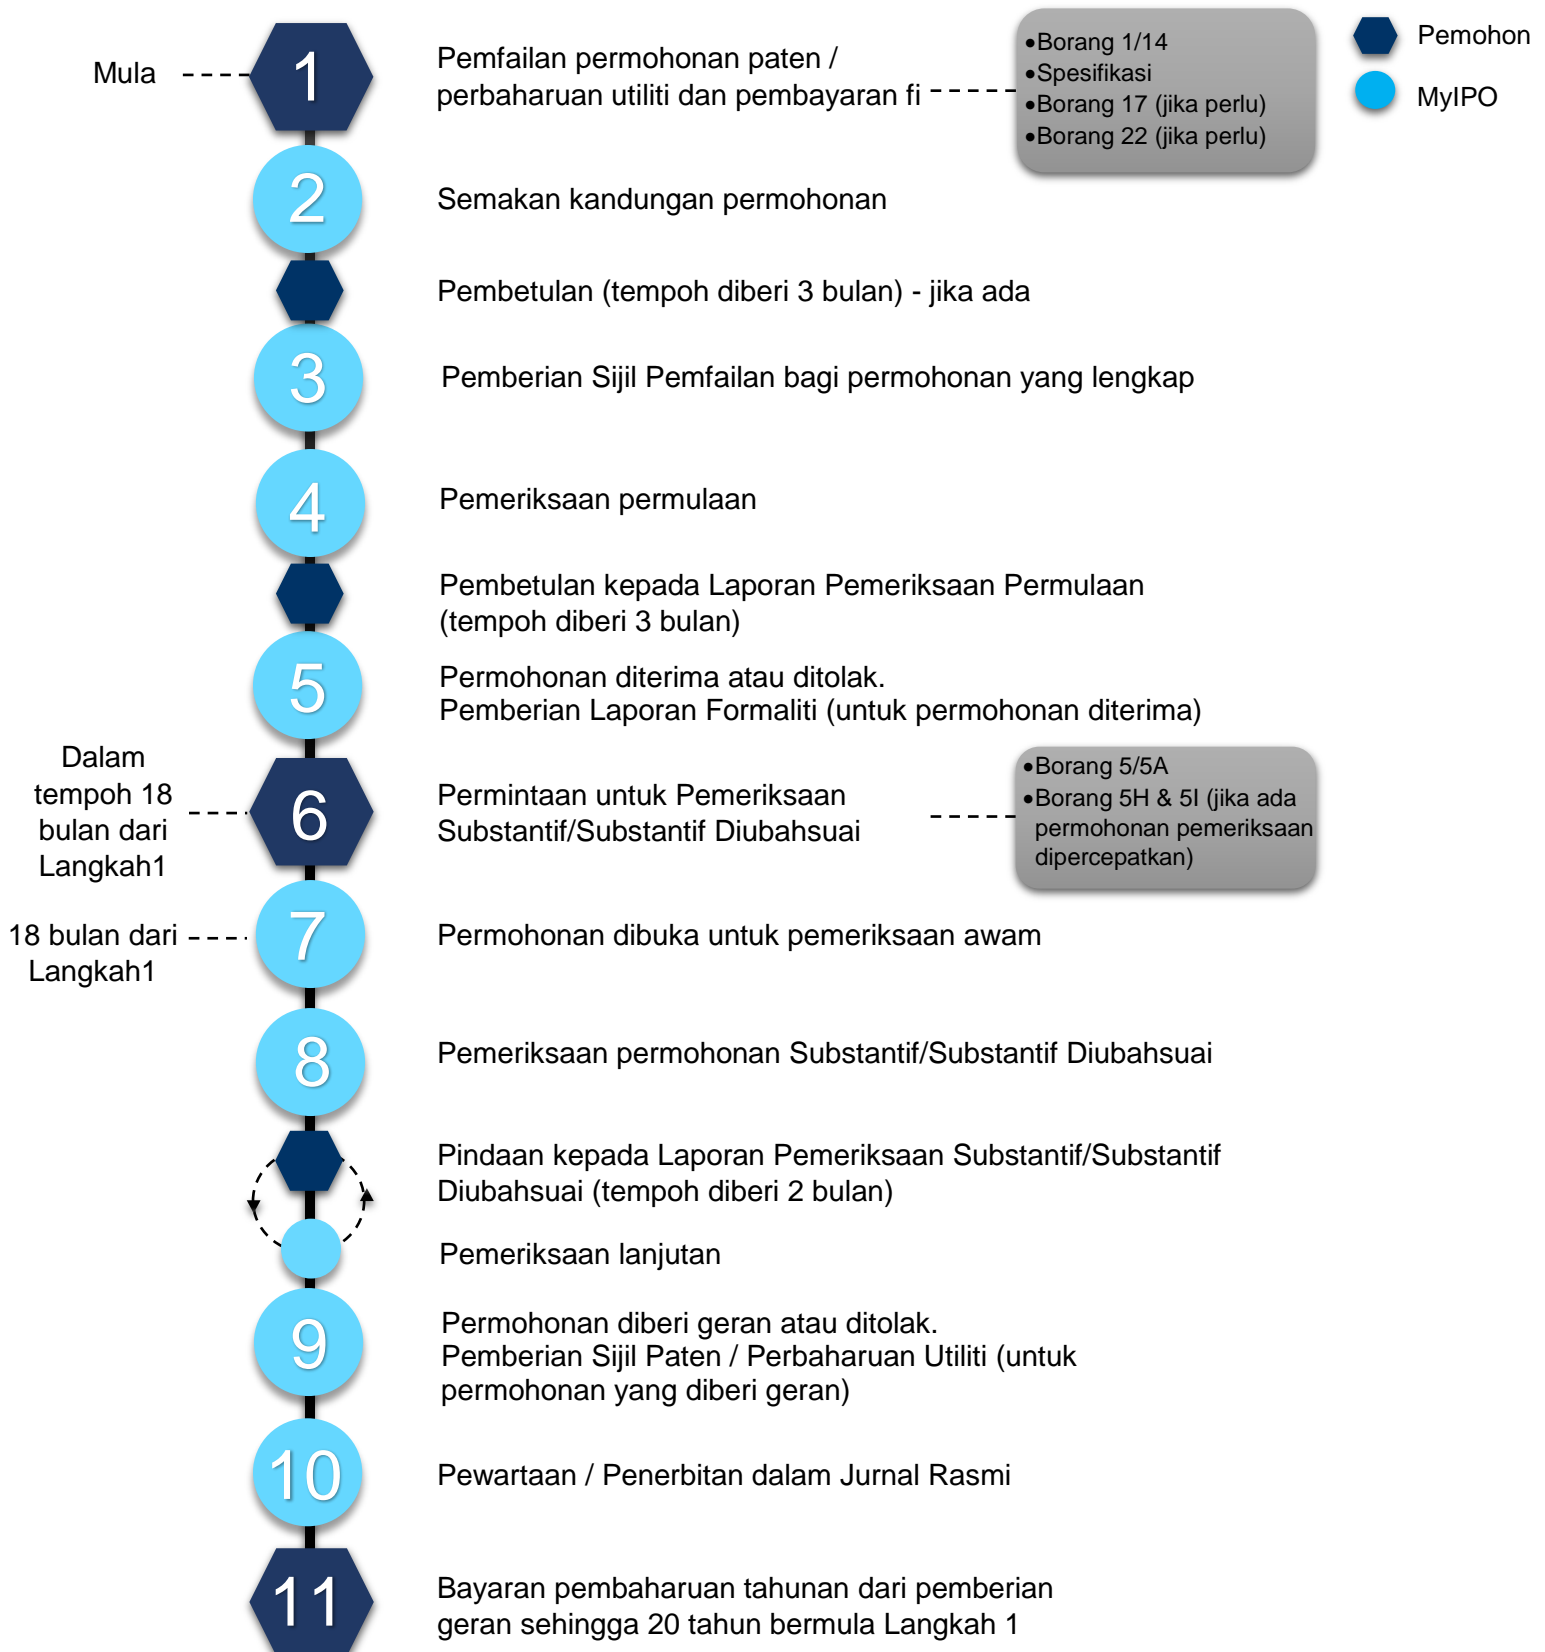 Mula
1
Pemfailan permohonan paten /
perbaharuan utiliti dan pembayaran fi
•Borang 1/14
•Spesifikasi
•Borang 17 (jika perlu)
•Borang 22 (jika perlu)
Pemohon
MyIPO
2
Semakan kandungan permohonan
Pembetulan (tempoh diberi 3 bulan) - jika ada
3
Pemberian Sijil Pemfailan bagi permohonan yang lengkap
4
Pemeriksaan permulaan
Pembetulan kepada Laporan Pemeriksaan Permulaan
(tempoh diberi 3 bulan)
5
Permohonan diterima atau ditolak.
Pemberian Laporan Formaliti (untuk permohonan diterima)
Dalam
tempoh 18
bulan dari
Langkah1
6
Permintaan untuk Pemeriksaan
Substantif/Substantif Diubahsuai
•Borang 5/5A
•Borang 5H & 5I (jika ada
permohonan pemeriksaan
dipercepatkan)
18 bulan dari
Langkah1
7
Permohonan dibuka untuk pemeriksaan awam
8
Pemeriksaan permohonan Substantif/Substantif Diubahsuai
Pindaan kepada Laporan Pemeriksaan Substantif/Substantif
Diubahsuai (tempoh diberi 2 bulan)
Pemeriksaan lanjutan
9
Permohonan diberi geran atau ditolak.
Pemberian Sijil Paten / Perbaharuan Utiliti (untuk
permohonan yang diberi geran)
10
Pewartaan / Penerbitan dalam Jurnal Rasmi
11
Bayaran pembaharuan tahunan dari pemberian
geran sehingga 20 tahun bermula Langkah 1